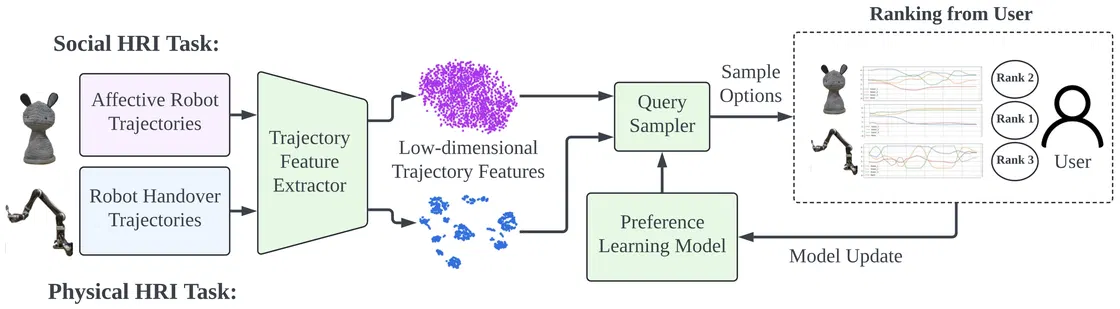 Ranking from User
Social HRI Task:
Affective Robot
Trajectories
Robot Handover
Trajectories
Physical HRI Task:
Trajectory
Feature
Extractor
Low-dimensional
Trajectory Features
Query
Sampler
Preference
Learning Model
Sample
Options
Rank 2
Rank 1
Rank 3
User
Model Update